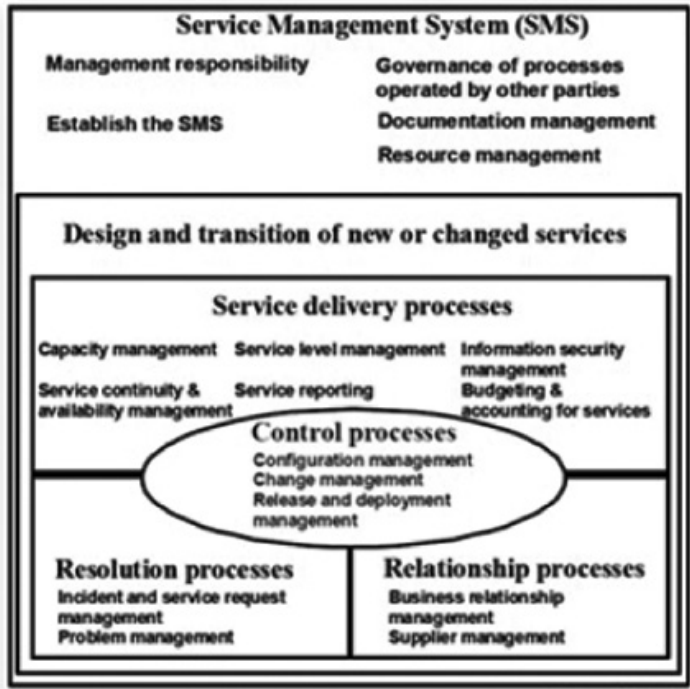 Service Management System (SMS)
Management responsibility
Establish the SMS
Governance of processes
operated by other parties
Documentation management
Resource management
Design and transition of new or changed services
Service delivery processes
Capacity management
Service continuity &
availability management
Service level management
Service reporting
Information security
management
Budgeting &
accounting for services
Control processes
Configuration management
Change management
Release and deployment
management
Resolution processes
Incident and service request
management
Problem management
Relationship processes
Business relationship
management
Supplier management